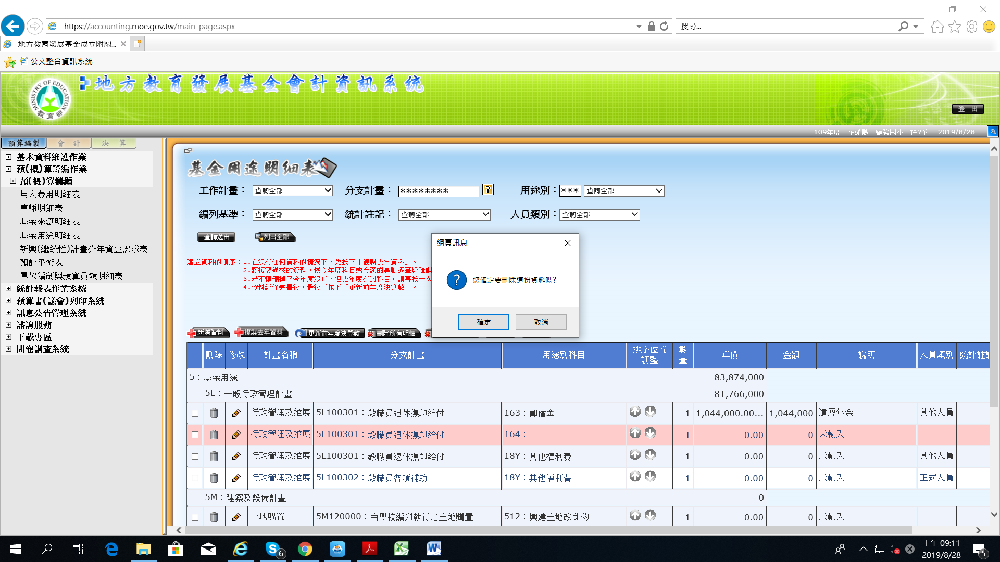 https://accounting.moe.gov.tw/main_page.aspx
搜尋...
地方教育發展基金成立附屬...
公文整合資訊系統
MINISTRY OF EDUCATION
教育部
地方教育發展基金會計資訊系統
登 出
109年度 花蓮縣 鑄強國小 許?予 2019/8/28
預算編製 會 計 決 算
基本資料維護作業
預(概)算籌編作業
預(概)算籌編
用人費用明細表
車輛明細表
基金來源明細表
基金用途明細表
新興(繼續性)計畫分年資金需求表
預計平衡表
單位編制與預算員額明細表
統計報表作業系統
預算書(議會)列印系統
訊息公告管理系統
諮詢服務
下載專區
問卷調查系統
基金用途明細表
工作計畫： 查詢全部 分支計畫： ******** ? 用途別： *** 查詢全部
編列基準： 查詢全部 統計註記： 查詢全部 人員類別： 查詢全部
查詢送出 列出全部
建立資料的順序：1.在沒有任何資料的情況下，先按下「複製去年資料」。
2.將複製過來的資料，依今年度科目或金額的異動逐筆編輯調
3.若不慎刪掉了今年度沒有，但去年度有的科目，請再按一次
4.資料編修完畢後，最後再按下「更新前年度決算數」。
網頁訊息
您確定要刪除這份資料嗎?
確定 取消
新增資料 複製去年資料 更新前年度決算數 刪除所有明細
刪除 修改 計畫名稱 分支計畫 用途別科目 排序位置調整 數量 單價 金額 說明 人員類別 統計註記
5：基金用途 83,874,000
5L：一般行政管理計畫 81,766,000
行政管理及推展 5L100301：教職員退休撫卹給付 163：卹償金 1 1,044,000.00... 1,044,000 遺屬年金 其他人員
行政管理及推展 5L100301：教職員退休撫卹給付 164： 1 0.00 0 未輸入
行政管理及推展 5L100301：教職員退休撫卹給付 18Y：其他福利費 1 0.00 0 未輸入 其他人員
行政管理及推展 5L100302：教職員各項補助 18Y：其他福利費 1 0.00 0 未輸入 正式人員
5M：建築及設備計畫 0
土地購置 5M120000：由學校編列執行之土地購置 512：興建土地改良物 1 0.00 0 未輸入
6
上午 09:11
2019/8/28
5